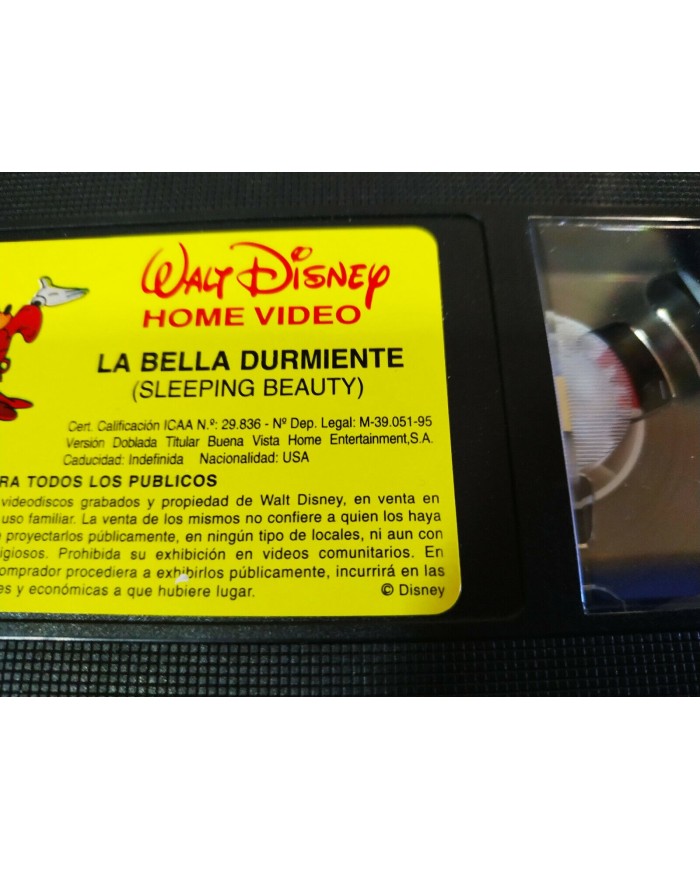 WALT DISNEY
HOME VIDEO
LA BELLA DURMIENTE
(SLEEPING BEAUTY)
Cert. Calificación ICAA N.º: 29.836 - Nº Dep. Legal: M-39.051-95
Versión Doblada Titular Buena Vista Home Entertainment,S.A.
Caducidad: Indefinida Nacionalidad: USA
RA TODOS LOS PUBLICOS
videodiscos grabados y propiedad de Walt Disney, en venta en
uso familiar. La venta de los mismos no confiere a quien los haya
proyectarlos públicamente, en ningún tipo de locales, ni aun con
igiosos. Prohibida su exhibición en videos comunitarios. En
omprador procediera a exhibirlos públicamente, incurrirá en las
es y económicas a que hubiere lugar. © Disney